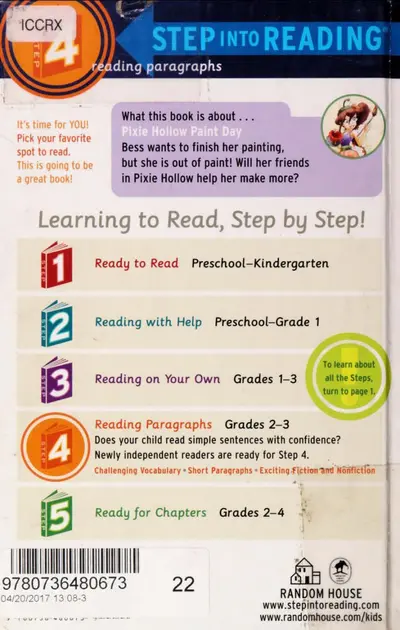 ICCRX
STEP 4
STEP INTO READING®
reading paragraphs
It's time for YOU!
Pick your favorite
spot to read.
This is going to be
a great book!
What this book is about . . .
Pixie Hollow Paint Day
Bess wants to finish her painting,
but she is out of paint! Will her friends
in Pixie Hollow help her make more?
Learning to Read, Step by Step!
STEP 1
Ready to Read Preschool–Kindergarten
STEP 2
Reading with Help Preschool–Grade 1
STEP 3
Reading on Your Own Grades 1–3
To learn about
all the Steps,
turn to page 1.
STEP 4
Reading Paragraphs Grades 2–3
Does your child read simple sentences with confidence?
Newly independent readers are ready for Step 4.
Challenging Vocabulary • Short Paragraphs • Exciting Fiction and Nonfiction
STEP 5
Ready for Chapters Grades 2–4
9780736480673
22
04/20/2017 13:08-3
RANDOM HOUSE
www.stepintoreading.com
www.randomhouse.com/kids